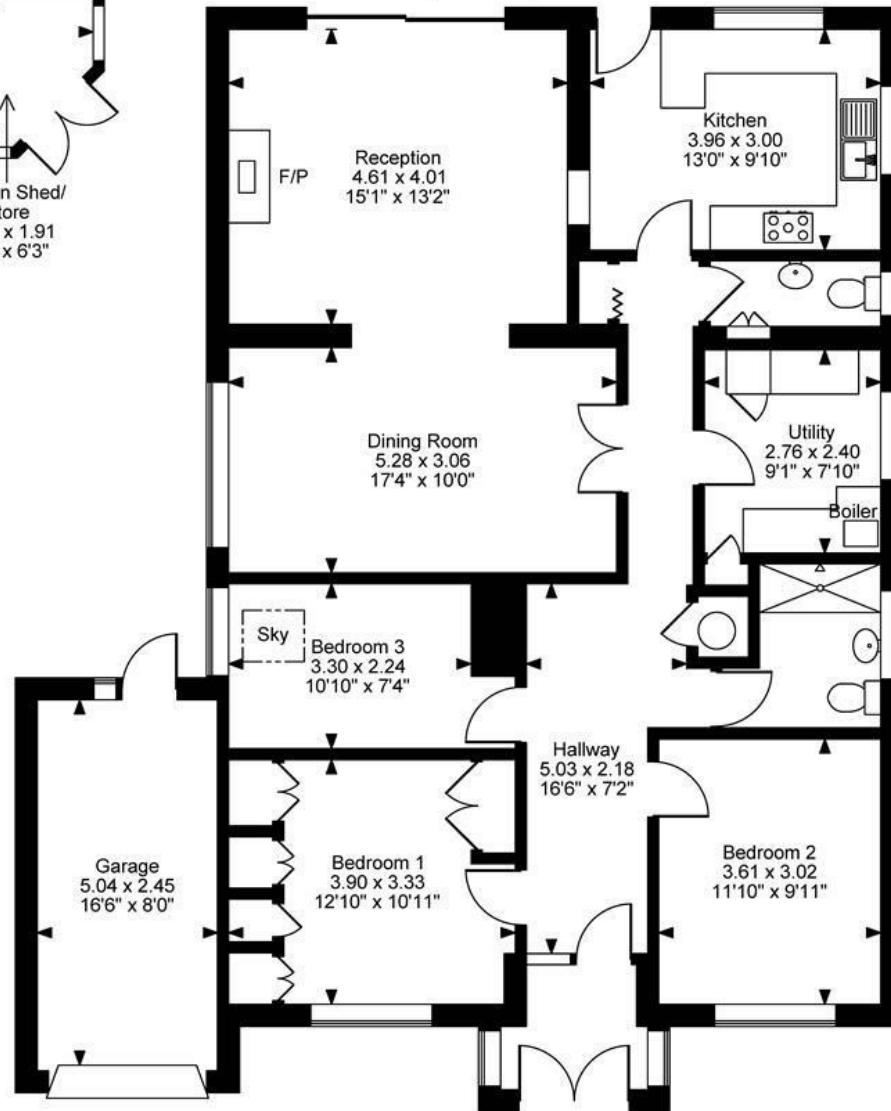 Reception
4.61 x 4.01
15'1" x 13'2"
F/P
Kitchen
3.96 x 3.00
13'0" x 9'10"
n Shed/
tore
x 1.91
x 6'3"
Dining Room
5.28 x 3.06
17'4" x 10'0"
Utility
2.76 x 2.40
9'1" x 7'10"
Boiler
Sky
Bedroom 3
3.30 x 2.24
10'10" x 7'4"
Hallway
5.03 x 2.18
16'6" x 7'2"
Garage
5.04 x 2.45
16'6" x 8'0"
Bedroom 1
3.90 x 3.33
12'10" x 10'11"
Bedroom 2
3.61 x 3.02
11'10" x 9'11"